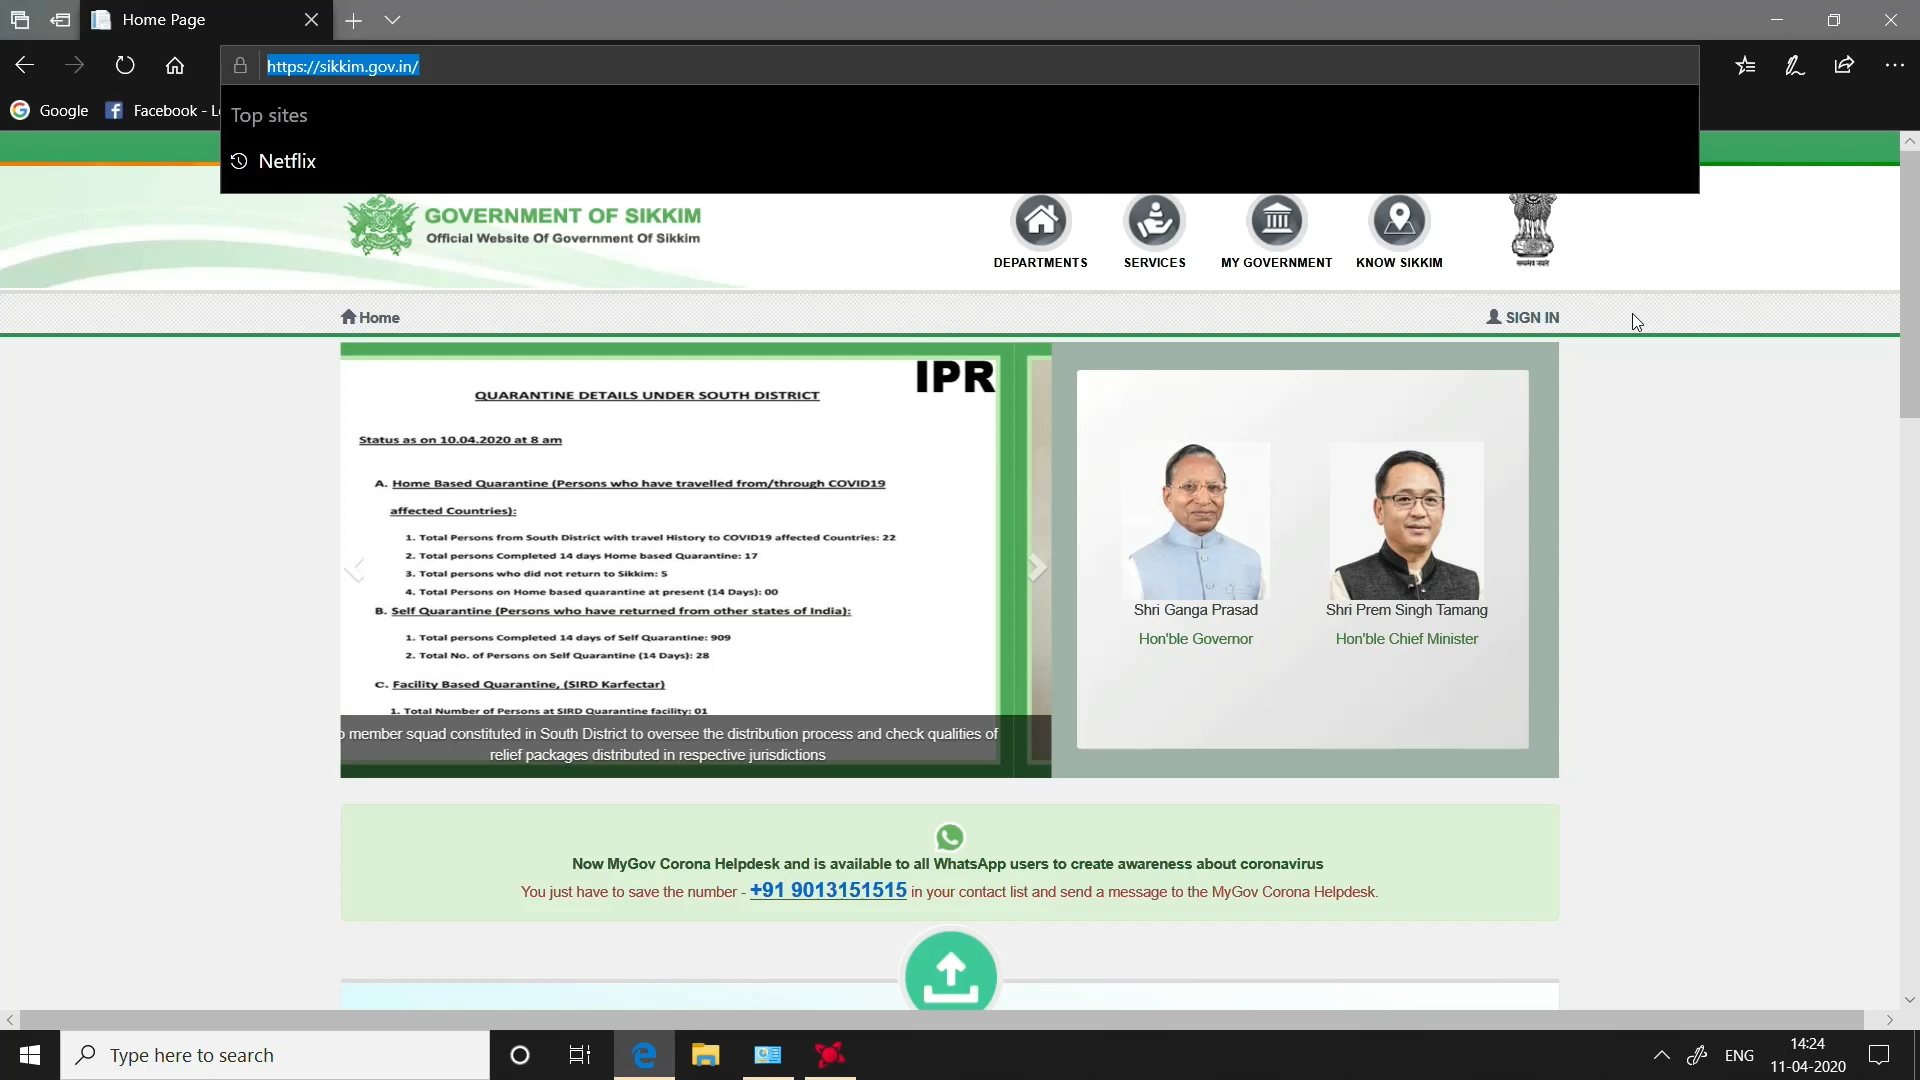 Home Page
https://sikkim.gov.in/
Google
Facebook - L
Top sites
Netflix
GOVERNMENT OF SIKKIM
Official Website Of Government Of Sikkim
DEPARTMENTS
SERVICES
MY GOVERNMENT
KNOW SIKKIM
सत्यमेव जयते
Home
SIGN IN
IPR
QUARANTINE DETAILS UNDER SOUTH DISTRICT
Status as on 10.04.2020 at 8 am
A. Home Based Quarantine (Persons who have travelled from/through COVID19
affected Countries):
1. Total Persons from South District with travel History to COVID19 affected Countries: 22
2. Total persons Completed 14 days Home based Quarantine: 17
3. Total persons who did not return to Sikkim: 5
4. Total Persons on Home based quarantine at present (14 Days): 00
B. Self Quarantine (Persons who have returned from other states of India):
1. Total persons Completed 14 days of Self Quarantine: 909
2. Total No. of Persons on Self Quarantine (14 Days): 28
C. Facility Based Quarantine, (SIRD Karfectar)
1. Total Number of Persons at SIRD Quarantine facility: 01
member squad constituted in South District to oversee the distribution process and check qualities of
relief packages distributed in respective jurisdictions
Shri Ganga Prasad
Hon'ble Governor
Shri Prem Singh Tamang
Hon'ble Chief Minister
Now MyGov Corona Helpdesk and is available to all WhatsApp users to create awareness about coronavirus
You just have to save the number - +91 9013151515 in your contact list and send a message to the MyGov Corona Helpdesk.
Type here to search
ENG
14:24
11-04-2020